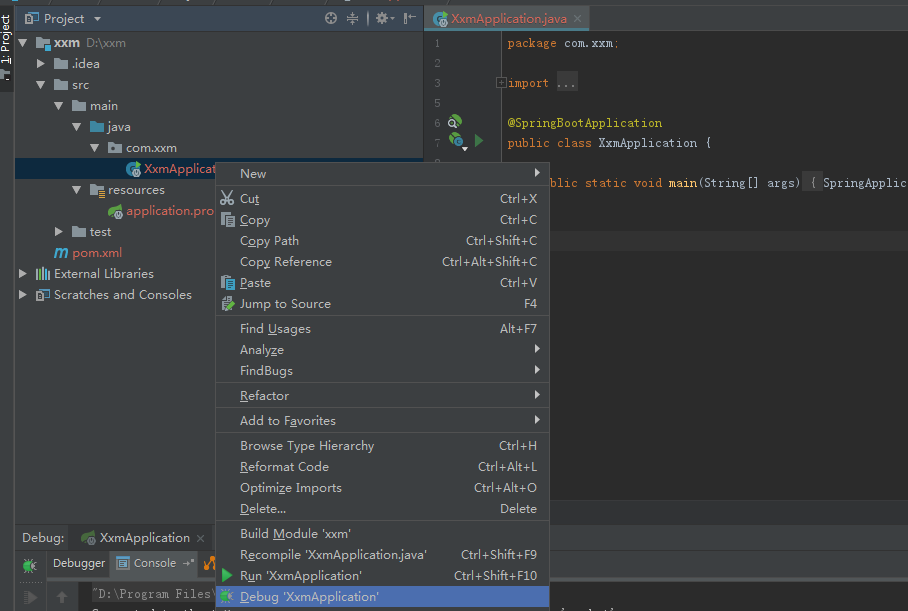 1: Project
Project
xxm D:\xxm
.idea
src
main
java
com.xxm
XxmApplicat
resources
application.pro
test
pom.xml
External Libraries
Scratches and Consoles
XxmApplication.java
1 package com.xxm;
2
3 import ...
5
6 @SpringBootApplication
7 public class XxmApplication {
blic static void main(String[] args) { SpringApplic
New
Cut Ctrl+X
Copy Ctrl+C
Copy Path Ctrl+Shift+C
Copy Reference Ctrl+Alt+Shift+C
Paste Ctrl+V
Jump to Source F4
Find Usages Alt+F7
Analyze
FindBugs
Refactor
Add to Favorites
Browse Type Hierarchy Ctrl+H
Reformat Code Ctrl+Alt+L
Optimize Imports Ctrl+Alt+O
Delete... Delete
Build Module 'xxm'
Recompile 'XxmApplication.java' Ctrl+Shift+F9
Run 'XxmApplication' Ctrl+Shift+F10
Debug 'XxmApplication'
Debug: XxmApplication
Debugger Console
"D:\Program Files\